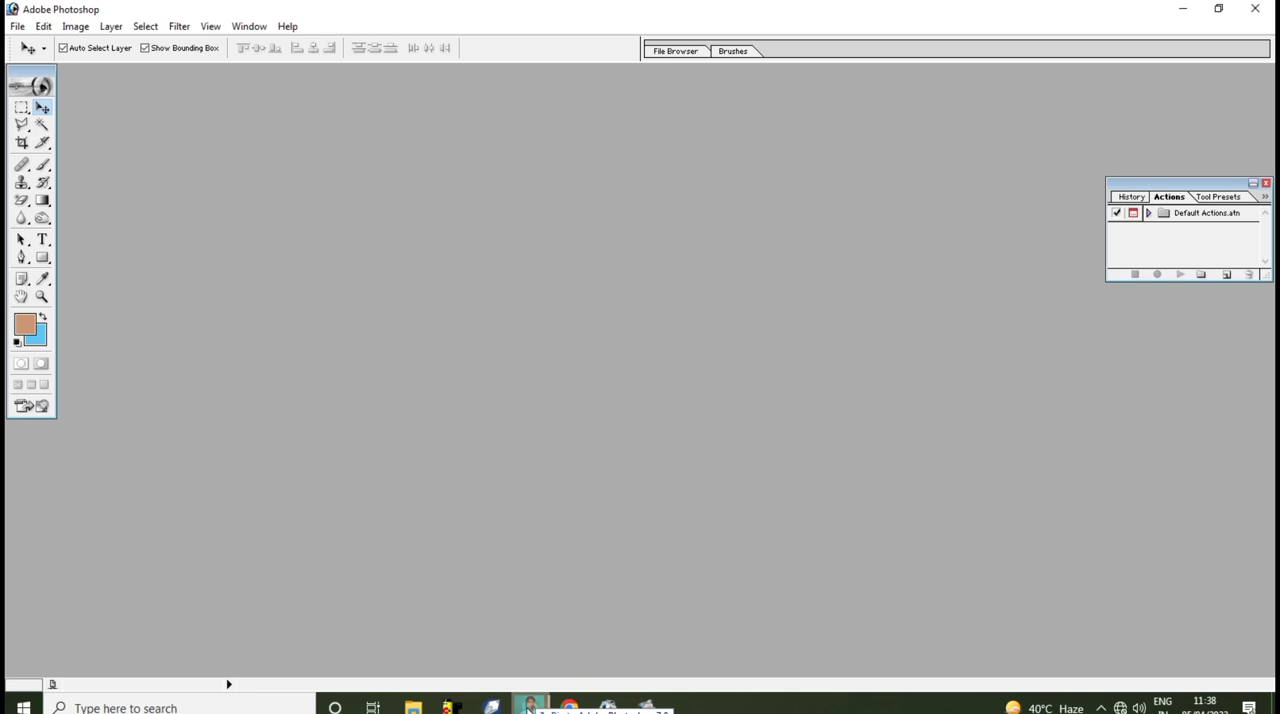 Adobe Photoshop
File Edit Image Layer Select Filter View Window Help
Auto Select Layer Show Bounding Box File Browser Brushes
History Actions Tool Presets
Default Actions.atn
T
Type here to search
40°C Haze
ENG
IN
11:38